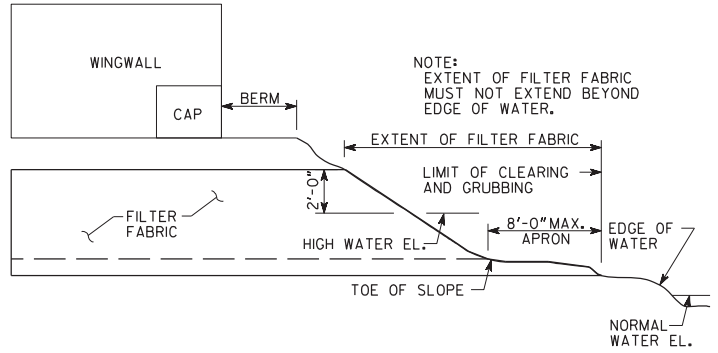 WINGWALL
CAP
BERM
NOTE:
EXTENT OF FILTER FABRIC
MUST NOT EXTEND BEYOND
EDGE OF WATER.
EXTENT OF FILTER FABRIC
LIMIT OF CLEARING
AND GRUBBING
2'-0"
FILTER
FABRIC
HIGH WATER EL.
8'-0" MAX.
APRON
EDGE OF
WATER
TOE OF SLOPE
NORMAL
WATER EL.